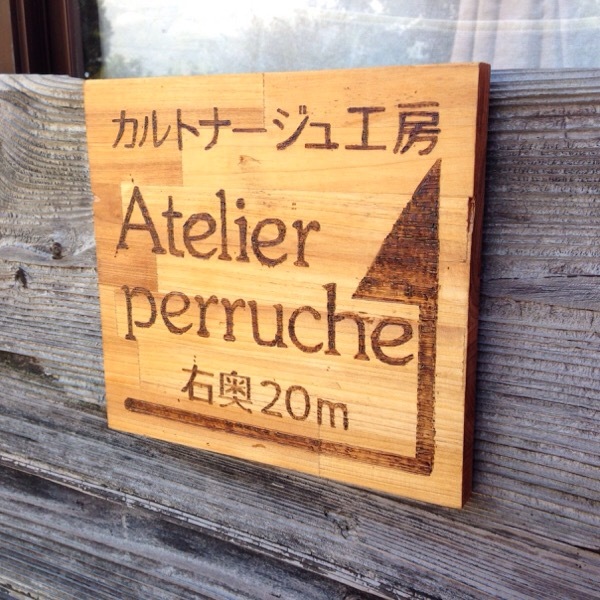 カルトナージュ工房
Atelier
perruche
右奥20m